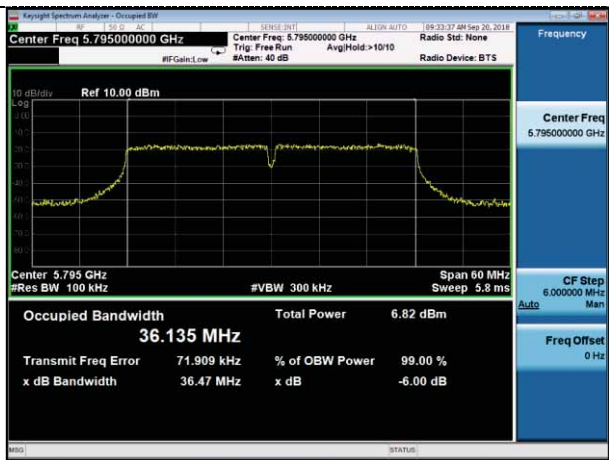 Keysight Spectrum Analyzer - Occupied BW
RF 50 Ω AC SENSE:INT ALIGN AUTO 09:33:37 AM Sep 20, 2018
Center Freq 5.795000000 GHz Center Freq: 5.795000000 GHz Radio Std: None
Trig: Free Run Avg|Hold:>10/10
#IFGain:Low #Atten: 40 dB Radio Device: BTS
10 dB/div Ref 10.00 dBm
Log
Center 5.795 GHz Span 60 MHz
#Res BW 100 kHz #VBW 300 kHz Sweep 5.8 ms
Occupied Bandwidth Total Power 6.82 dBm
36.135 MHz
Transmit Freq Error 71.909 kHz % of OBW Power 99.00 %
x dB Bandwidth 36.47 MHz x dB -6.00 dB
MSG STATUS
Frequency
Center Freq
5.795000000 GHz
CF Step
6.000000 MHz
Auto Man
Freq Offset
0 Hz